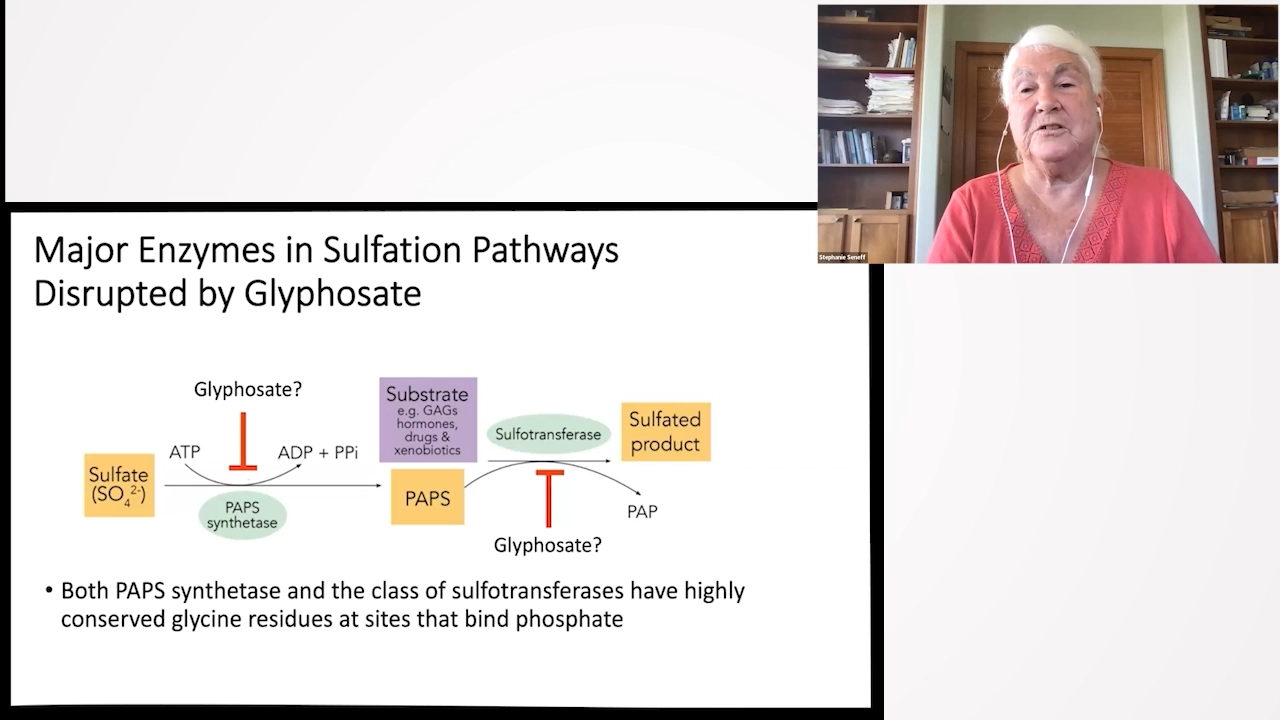 Stephanie Seneff
Major Enzymes in Sulfation Pathways
Disrupted by Glyphosate
Glyphosate?
ATP
ADP + PPi
Sulfate
(SO₄²⁻)
PAPS
synthetase
Substrate
e.g. GAGs
hormones,
drugs &
xenobiotics
PAPS
Sulfotransferase
Sulfated
product
PAP
Glyphosate?
• Both PAPS synthetase and the class of sulfotransferases have highly
conserved glycine residues at sites that bind phosphate